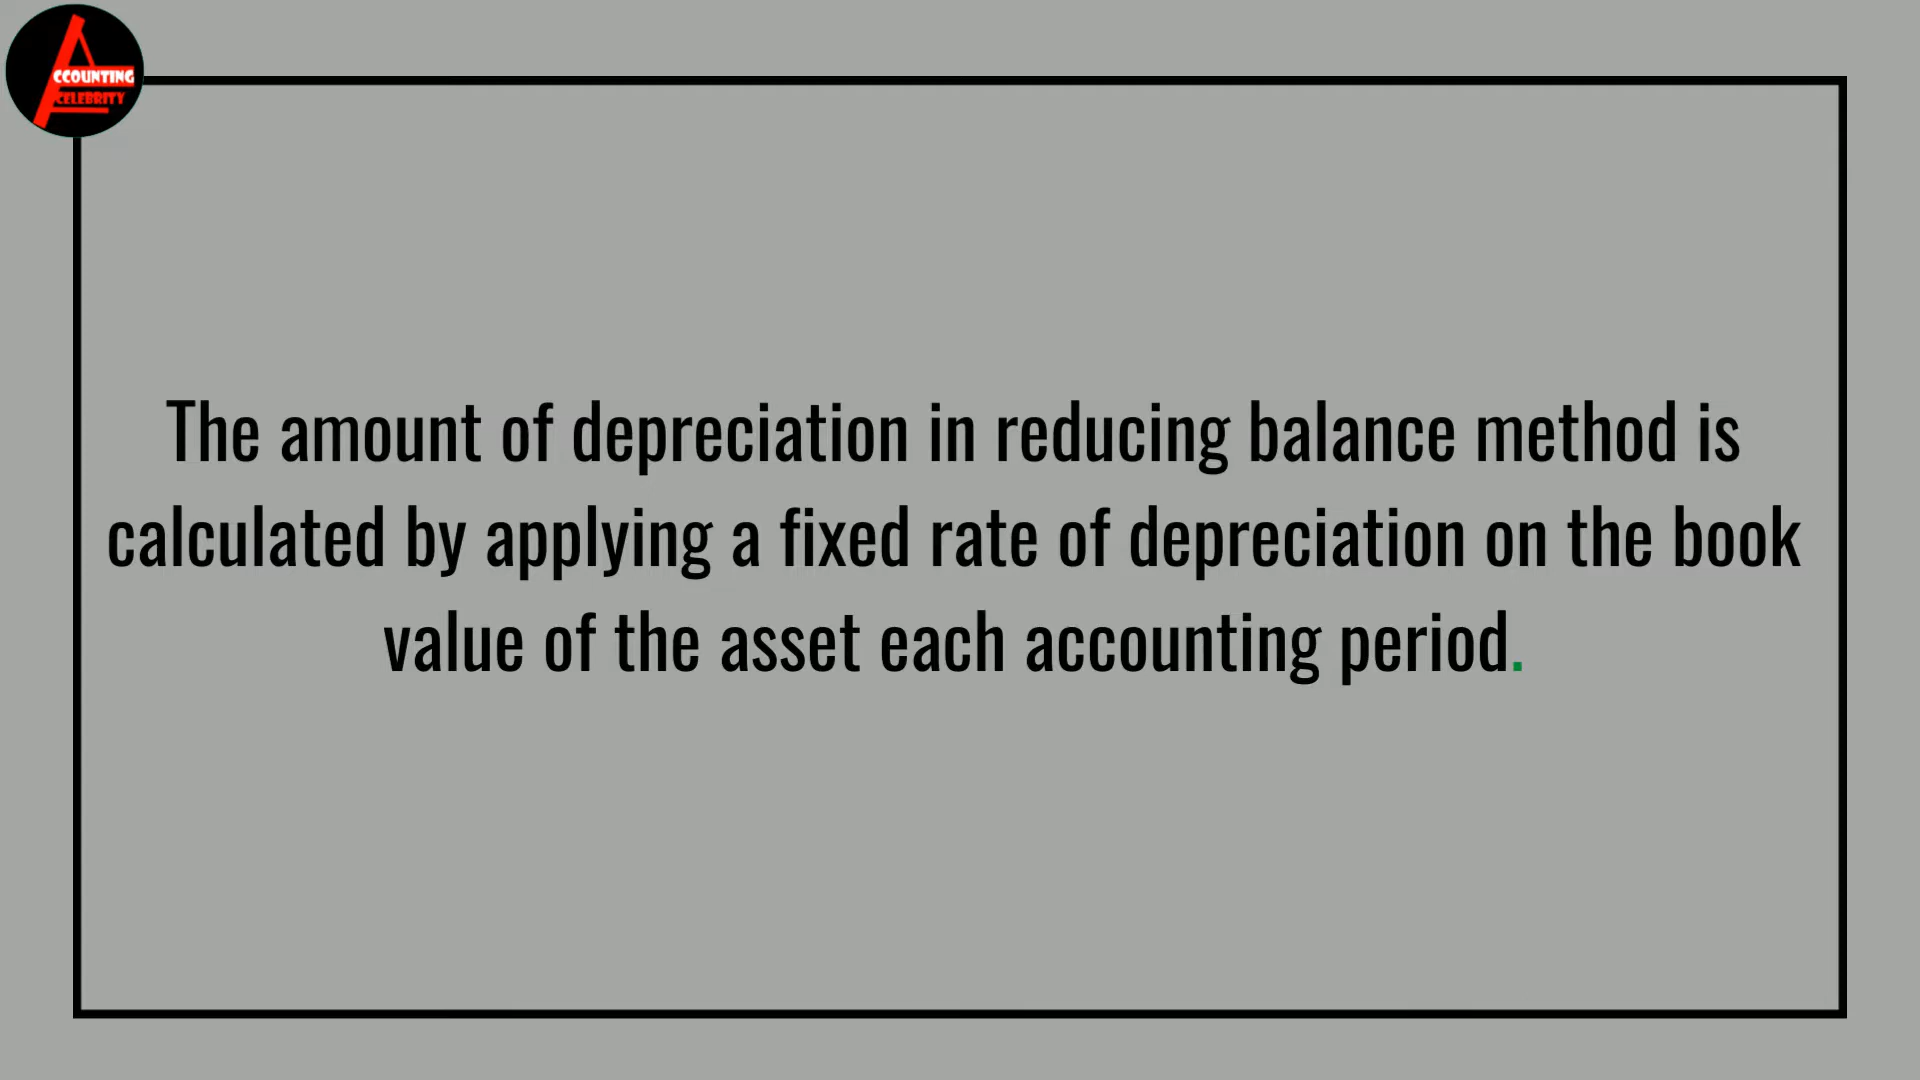 ACCOUNTING
CELEBRITY
The amount of depreciation in reducing balance method is
calculated by applying a fixed rate of depreciation on the book
value of the asset each accounting period.